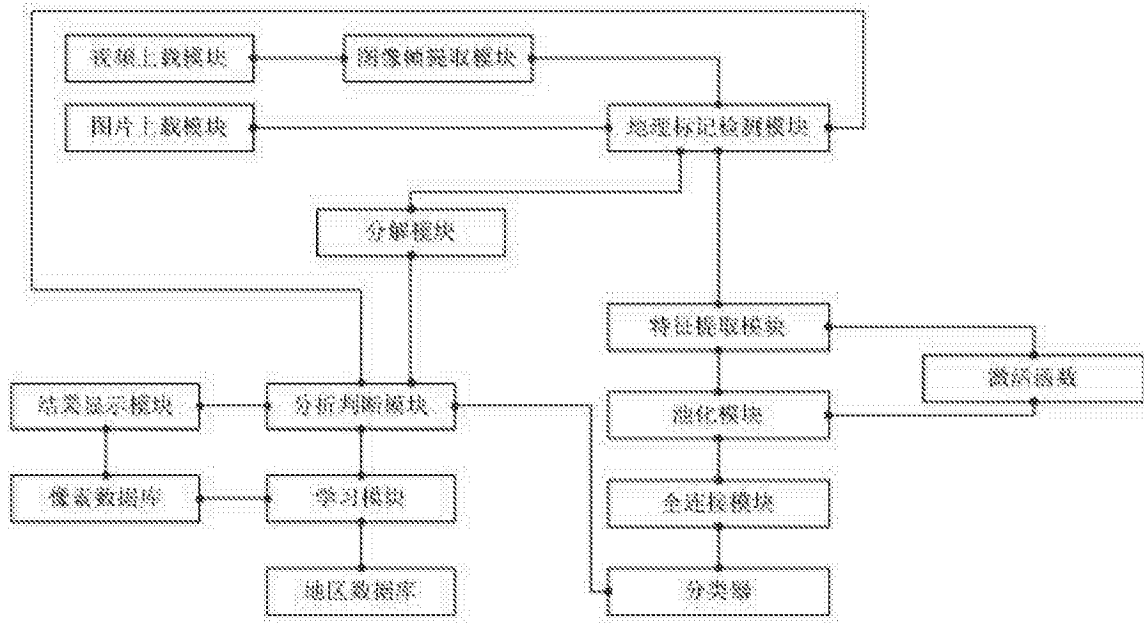 视频上载模块
图像帧提取模块
图片上载模块
地理标记检测模块
分解模块
特征提取模块
激活函数
结果显示模块
分析判断模块
池化模块
像素数据库
学习模块
全连接模块
地区数据库
分类器